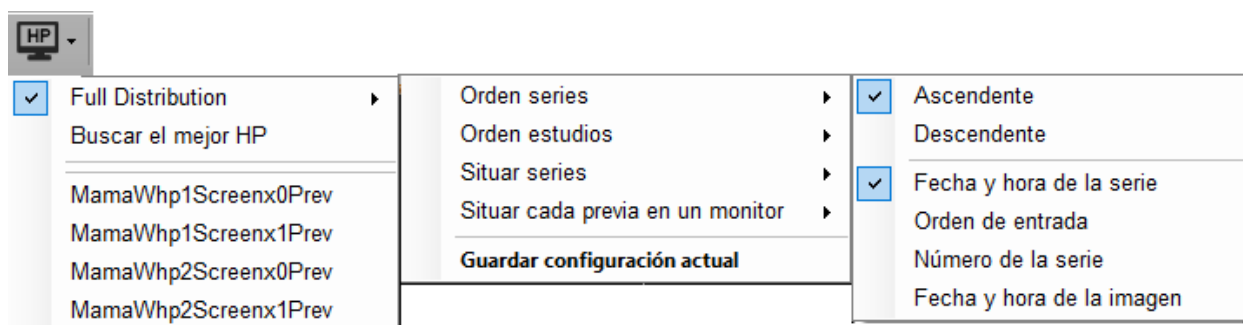 HP
Full Distribution
Buscar el mejor HP
MamaWhp1Screenx0Prev
MamaWhp1Screenx1Prev
MamaWhp2Screenx0Prev
MamaWhp2Screenx1Prev
Orden series
Orden estudios
Situar series
Situar cada previa en un monitor
Guardar configuración actual
Ascendente
Descendente
Fecha y hora de la serie
Orden de entrada
Número de la serie
Fecha y hora de la imagen